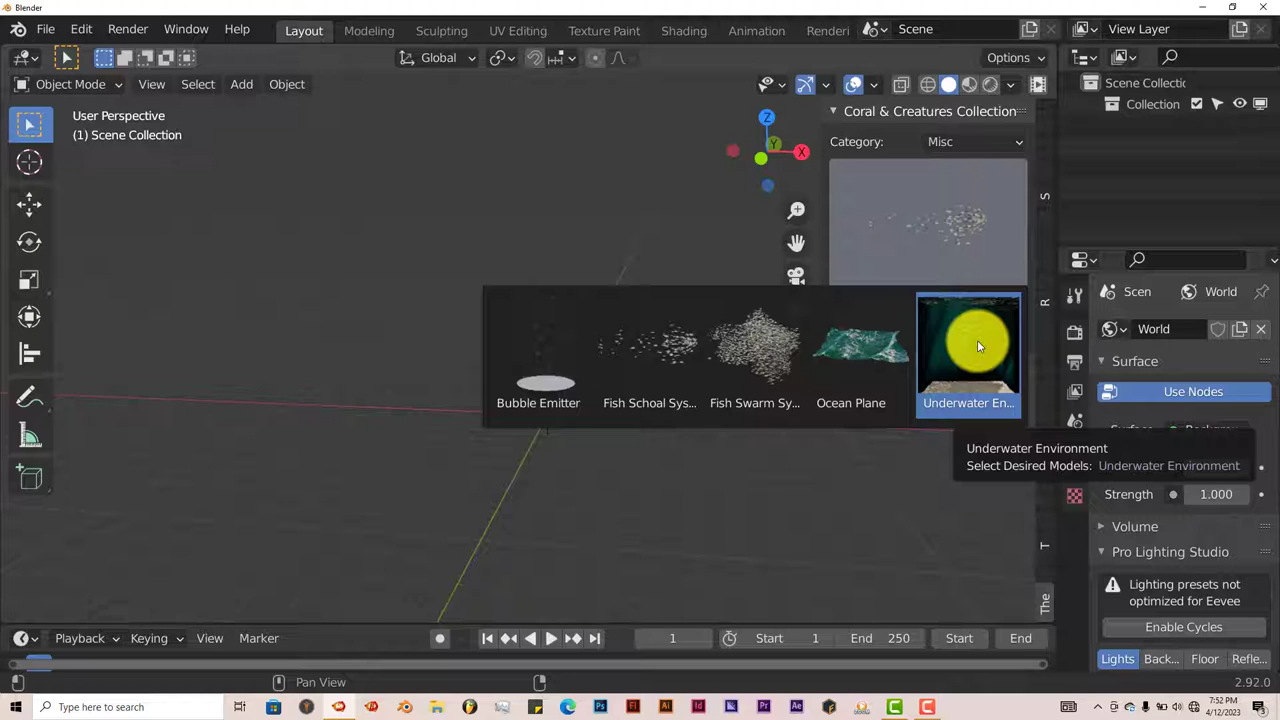 Blender
File Edit Render Window Help
Layout Modeling Sculpting UV Editing Texture Paint Shading Animation Renderi
Scene
View Layer
Global
Options
Object Mode View Select Add Object
User Perspective
(1) Scene Collection
Z
Y
X
Coral & Creatures Collection
Category: Misc
S
R
T
The
Scene Collectic
Collection
Scen World
World
Surface
Use Nodes
Bubble Emitter
Fish Schoal Sys...
Fish Swarm Sy...
Ocean Plane
Underwater En...
Underwater Environment
Select Desired Models: Underwater Environment
Strength 1.000
Volume
Pro Lighting Studio
Lighting presets not
optimized for Eevee
Enable Cycles
Lights Back... Floor Refle...
Playback Keying View Marker
1 Start 1 End 250 Start End
Pan View
2.92.0
Type here to search
7:52 PM
4/12/2023